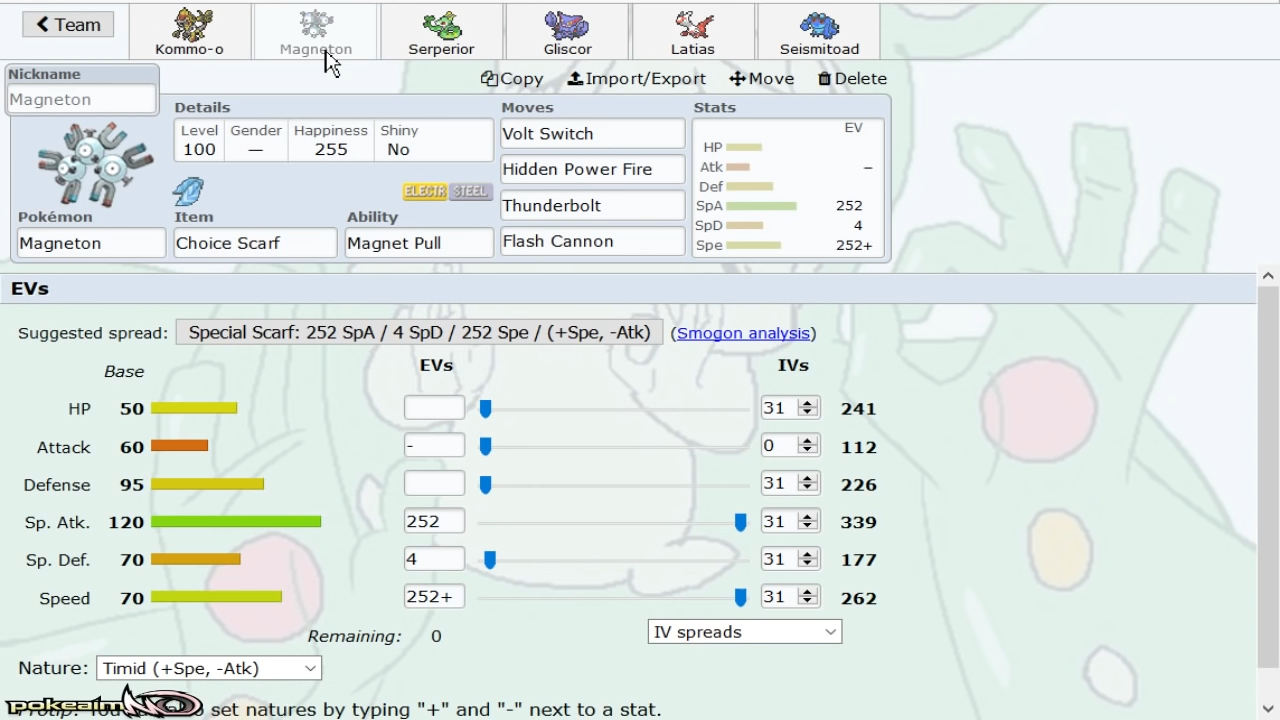 Team
Kommo-o
Magneton
Serperior
Gliscor
Latias
Seismitoad
Copy Import/Export Move Delete
Nickname
Magneton
Details
Level Gender Happiness Shiny
100 — 255 No
ELECTR STEEL
Pokémon
Magneton
Item
Choice Scarf
Ability
Magnet Pull
Moves
Volt Switch
Hidden Power Fire
Thunderbolt
Flash Cannon
Stats
EV
HP
Atk –
Def
SpA 252
SpD 4
Spe 252+
EVs
Suggested spread: Special Scarf: 252 SpA / 4 SpD / 252 Spe / (+Spe, -Atk) (Smogon analysis)
Base EVs IVs
HP 50 31 241
Attack 60 - 0 112
Defense 95 31 226
Sp. Atk. 120 252 31 339
Sp. Def. 70 4 31 177
Speed 70 252+ 31 262
Remaining: 0
IV spreads
Nature: Timid (+Spe, -Atk)
pokeaim
set natures by typing "+" and "-" next to a stat.